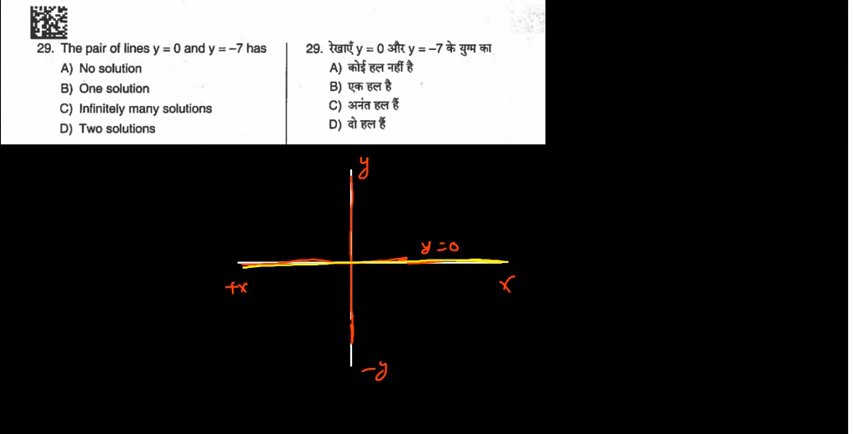 29. The pair of lines y = 0 and y = –7 has
A) No solution
B) One solution
C) Infinitely many solutions
D) Two solutions
29. रेखाएँ y = 0 और y = –7 के युग्म का
A) कोई हल नहीं है
B) एक हल है
C) अनंत हल हैं
D) दो हल हैं
y
y = 0
+x
x
-y